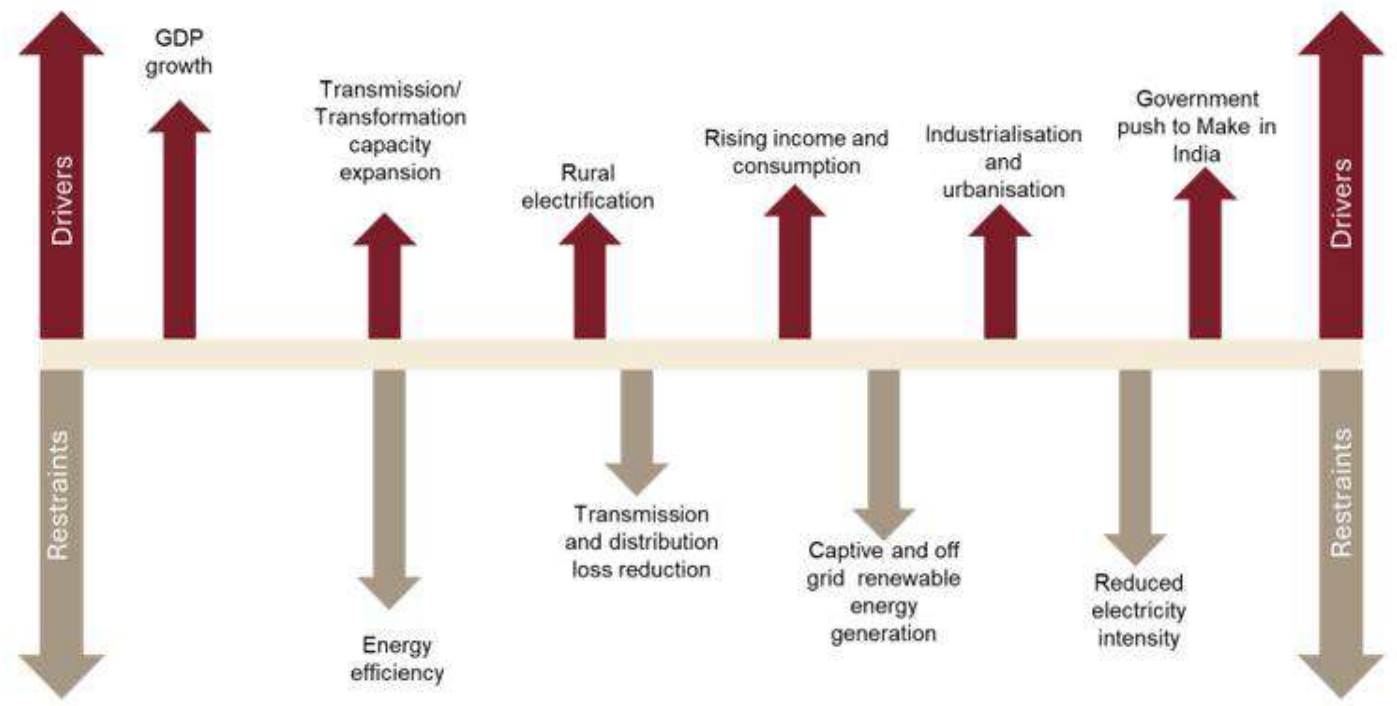 GDP
growth
Transmission/
Transformation
capacity
expansion
Rural
electrification
Rising income and
consumption
Industrialisation
and
urbanisation
Government
push to Make in
India
Drivers
Drivers
Restraints
Restraints
Energy
efficiency
Transmission
and distribution
loss reduction
Captive and off
grid renewable
energy
generation
Reduced
electricity
intensity